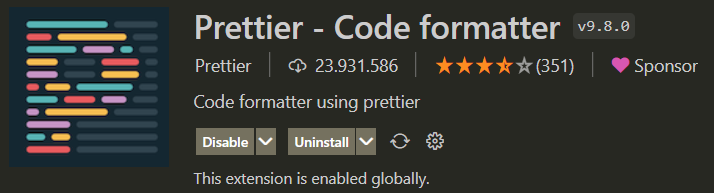 Prettier - Code formatter v9.8.0
Prettier 23.931.586 (351) Sponsor
Code formatter using prettier
Disable Uninstall
This extension is enabled globally.